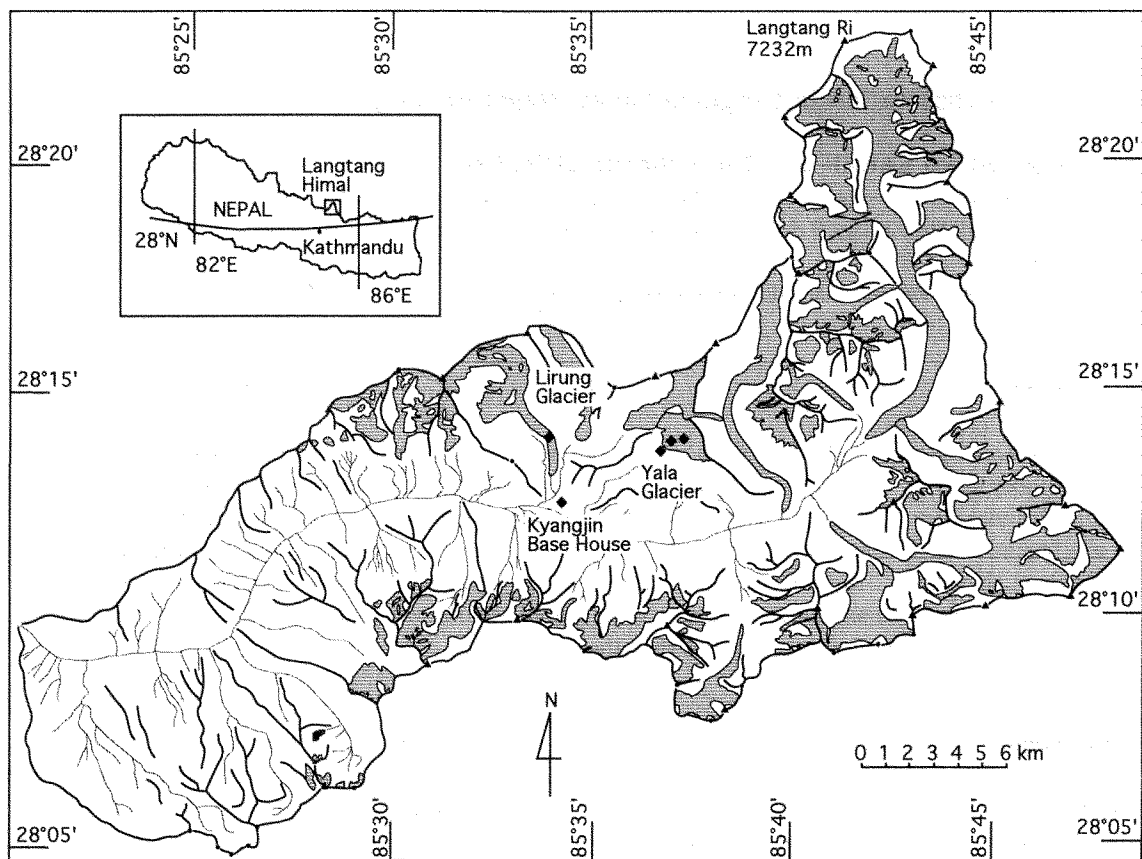 85°25'
85°30'
85°35'
Langtang Ri
7232m
85°45'
28°20'
28°20'
Langtang
Himal
NEPAL
28°N
Kathmandu
82°E
86°E
28°15'
28°15'
Lirung
Glacier
Yala
Glacier
Kyangjin
Base House
28°10'
N
0 1 2 3 4 5 6 km
28°05'
85°30'
85°35'
85°40'
85°45'
28°05'